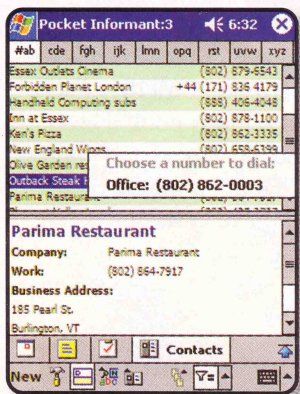 Pocket Informant:3 6:32
#ab cde fgh ijk lmn opq rst uvw xyz
Essex Outlets Cinema (802) 879-6543
Forbidden Planet London +44 (171) 836 4179
Handheld Computing subs (888) 406-4048
Inn at Essex (802) 878-1100
Ken's Pizza (802) 862-3335
New England Wings (802) 658-6399
Olive Garden res
Choose a number to dial:
Outback Steak H
Office: (802) 862-0003
Parima Restaurant
Parima Restaurant
Company: Parima Restaurant
Work: (802) 864-7917
Business Address:
185 Pearl St.
Burlington, VT
Contacts
New